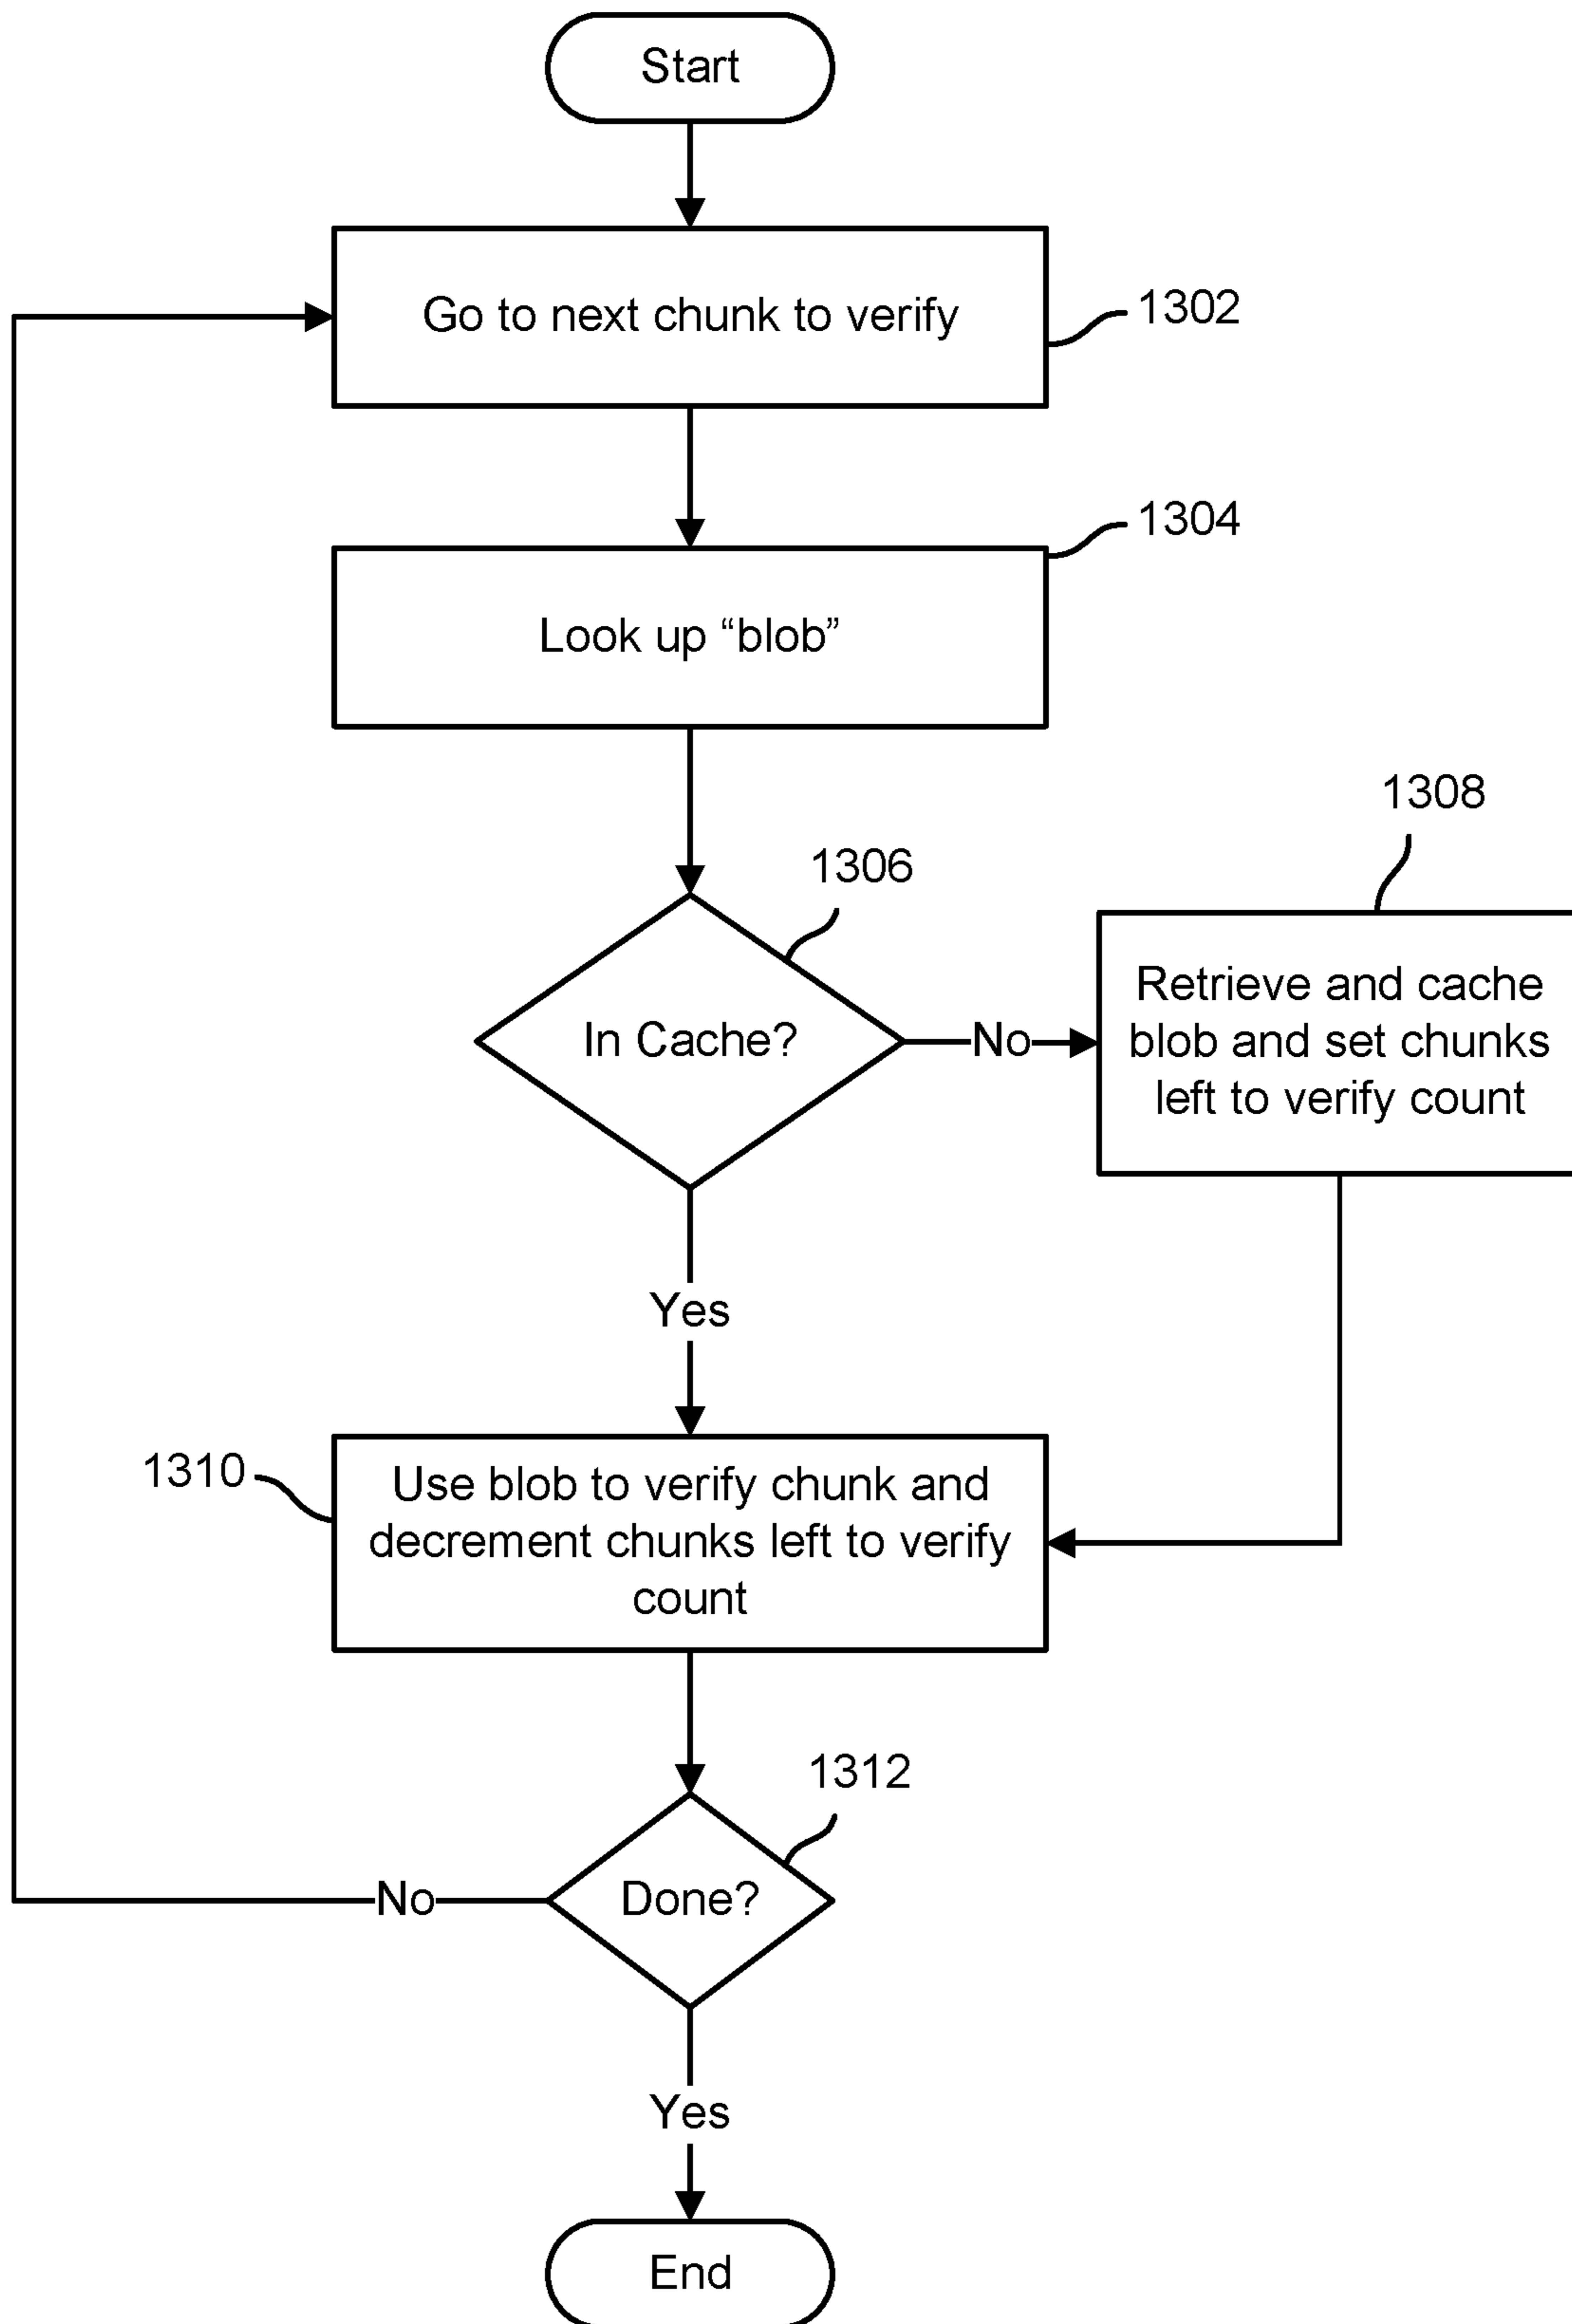 Start
Go to next chunk to verify
1302
1304
Look up “blob”
1308
1306
In Cache?
No
Retrieve and cache
blob and set chunks
left to verify count
Yes
1310
Use blob to verify chunk and
decrement chunks left to verify
count
1312
Done?
No
Yes
End